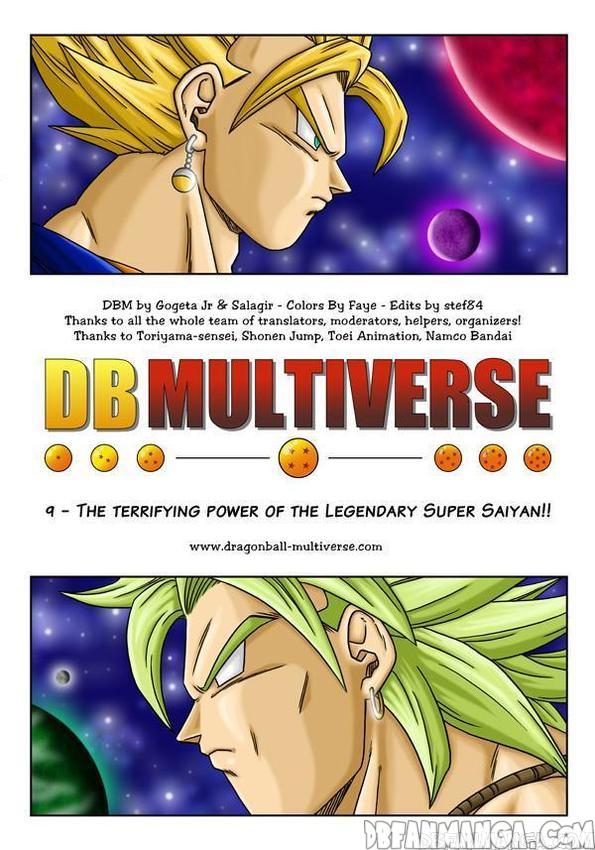 DBM by Gogeta Jr & Salagir - Colors By Faye - Edits by stef84
Thanks to all the whole team of translators, moderators, helpers, organizers!
Thanks to Toriyama-sensei, Shonen Jump, Toei Animation, Namco Bandai
DB MULTIVERSE
9 - The terrifying power of the Legendary Super Saiyan!!
www.dragonball-multiverse.com
DBFANMANGA.COM